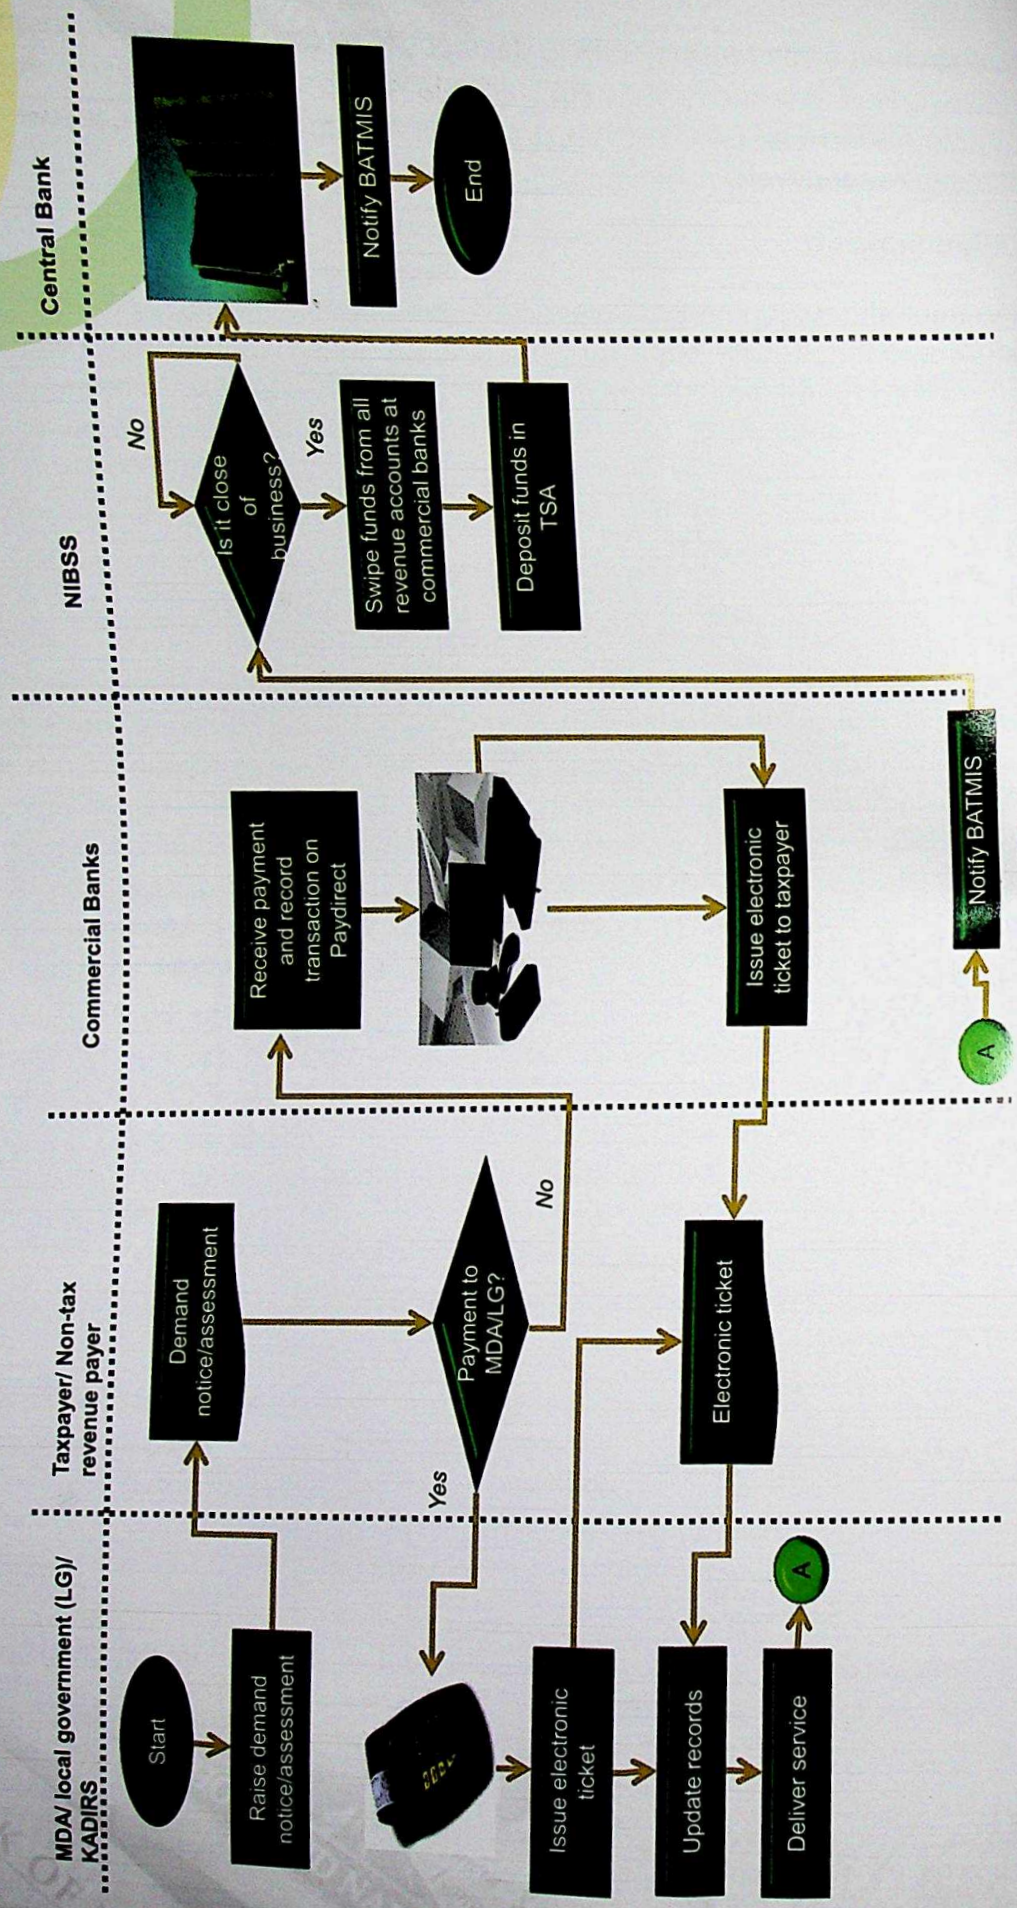 MDA/ local government (LG)/
KADIRS
Start
Raise demand
notice/assessment
Issue electronic
ticket
Update records
Deliver service
A
Taxpayer/ Non-tax
revenue payer
Demand
notice/assessment
Payment to
MDA/LG?
Yes
No
Electronic ticket
Commercial Banks
Receive payment
and record
transaction on
Paydirect
Issue electronic
ticket to taxpayer
A
Notify BATMIS
NIBSS
No
Is it close
of
business?
Yes
Swipe funds from all
revenue accounts at
commercial banks
Deposit funds in
TSA
Central Bank
Notify BATMIS
End